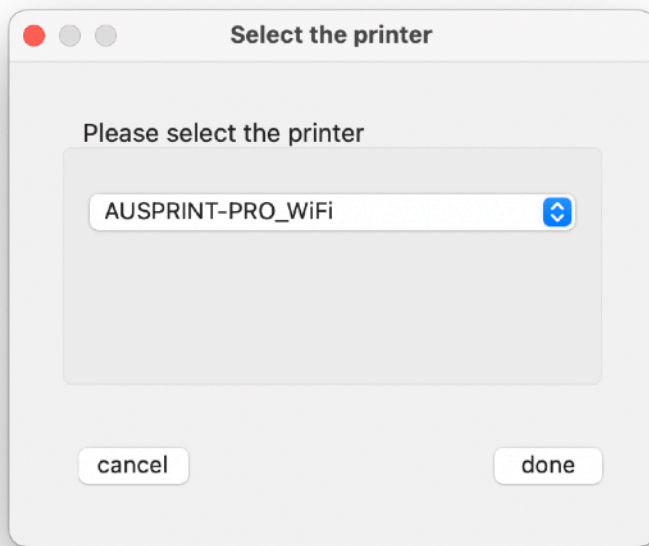 Select the printer
Please select the printer
AUSPRINT-PRO_WiFi
cancel
done